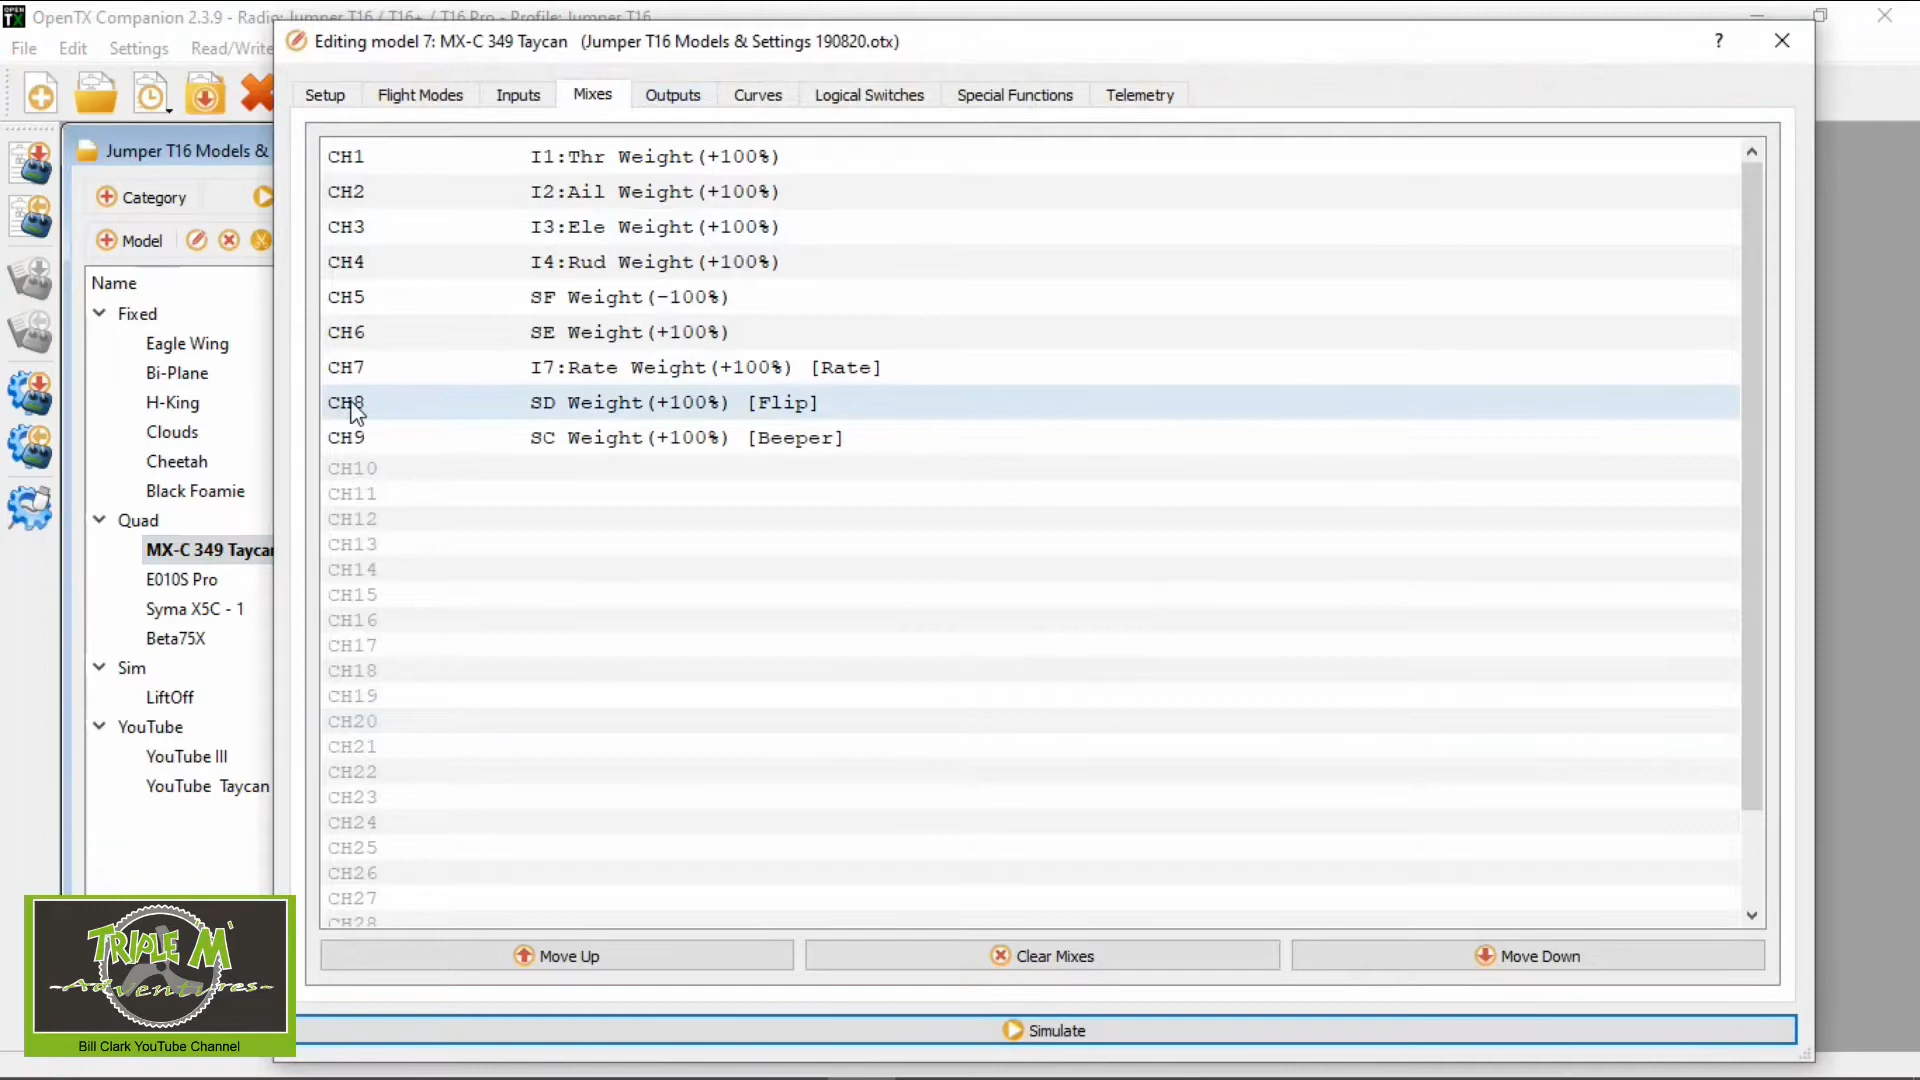 OPEN TX
OpenTX Companion 2.3.9 - Radio: Jumper T16 / T16+ / T16 Pro - Profile: Jumper T16
File Edit Settings Read/Write
Editing model 7: MX-C 349 Taycan (Jumper T16 Models & Settings 190820.otx)
?
Setup Flight Modes Inputs Mixes Outputs Curves Logical Switches Special Functions Telemetry
Jumper T16 Models &
Category
Model
Name
Fixed
Eagle Wing
Bi-Plane
H-King
Clouds
Cheetah
Black Foamie
Quad
MX-C 349 Taycan
E010S Pro
Syma X5C - 1
Beta75X
Sim
LiftOff
YouTube
YouTube III
YouTube Taycan
CH1 I1:Thr Weight(+100%)
CH2 I2:Ail Weight(+100%)
CH3 I3:Ele Weight(+100%)
CH4 I4:Rud Weight(+100%)
CH5 SF Weight(-100%)
CH6 SE Weight(+100%)
CH7 I7:Rate Weight(+100%) [Rate]
CH8 SD Weight(+100%) [Flip]
CH9 SC Weight(+100%) [Beeper]
CH10
CH11
CH12
CH13
CH14
CH15
CH16
CH17
CH18
CH19
CH20
CH21
CH22
CH23
CH24
CH25
CH26
CH27
CH28
Move Up Clear Mixes Move Down
Simulate
TRIPLE M
-Adventures-
Bill Clark YouTube Channel